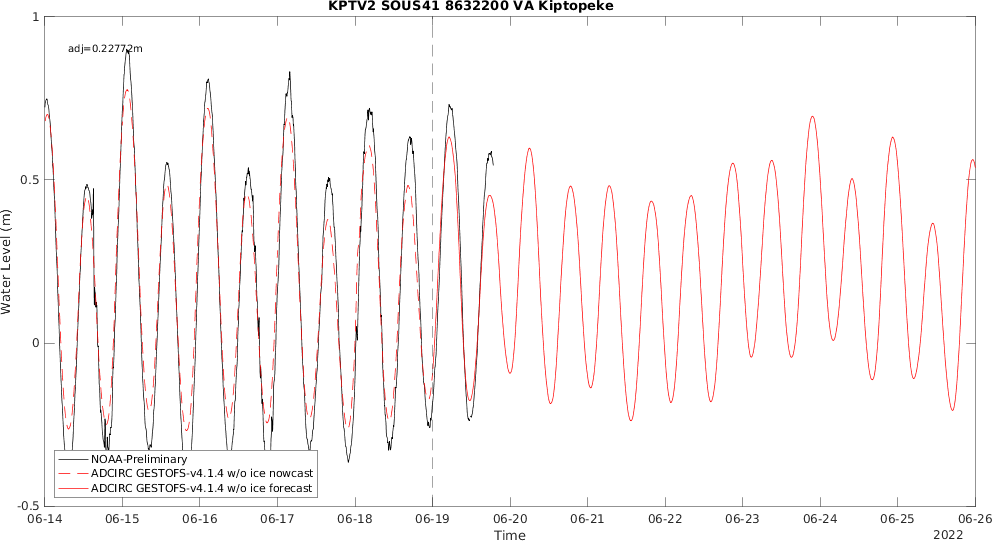 KPTV2 SOUS41 8632200 VA Kiptopeke
adj=0.22772m
Water Level (m)
1
0.5
0
-0.5
NOAA-Preliminary
ADCIRC GESTOFS-v4.1.4 w/o ice nowcast
ADCIRC GESTOFS-v4.1.4 w/o ice forecast
06-14 06-15 06-16 06-17 06-18 06-19 06-20 06-21 06-22 06-23 06-24 06-25 06-26
Time
2022